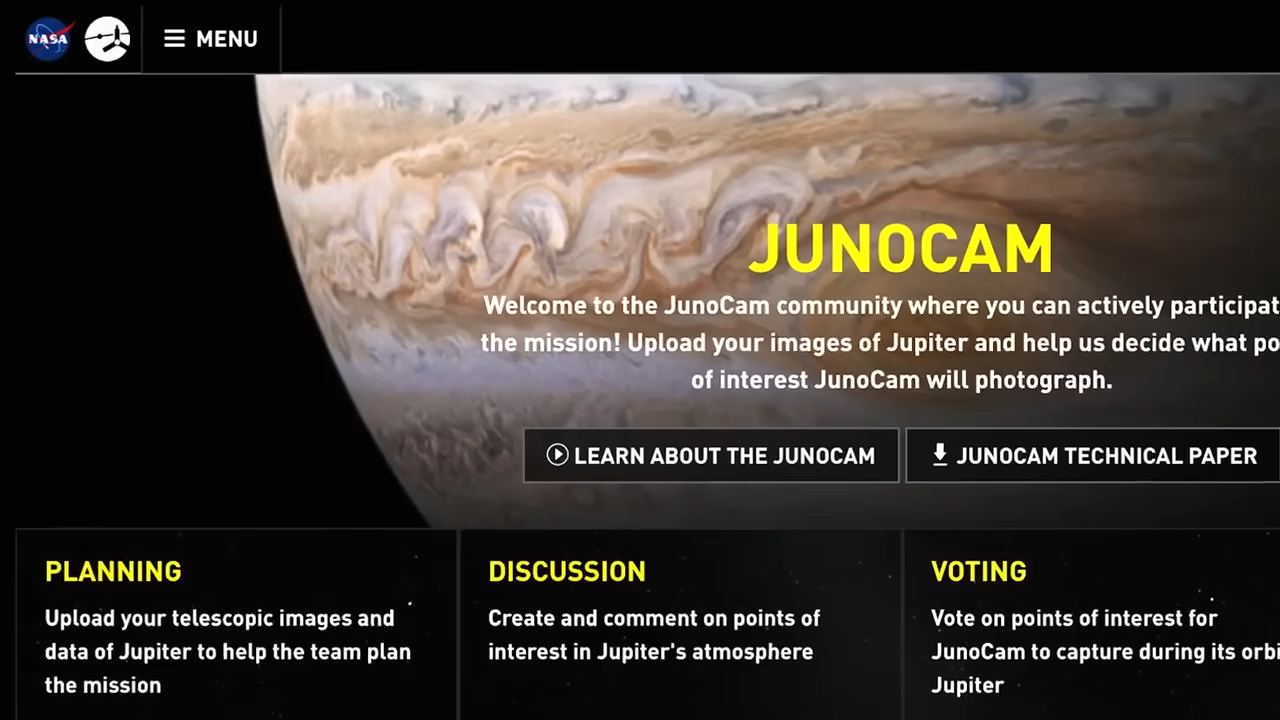 NASA
MENU
JUNOCAM
Welcome to the JunoCam community where you can actively participat
the mission! Upload your images of Jupiter and help us decide what po
of interest JunoCam will photograph.
LEARN ABOUT THE JUNOCAM
JUNOCAM TECHNICAL PAPER
PLANNING
Upload your telescopic images and
data of Jupiter to help the team plan
the mission
DISCUSSION
Create and comment on points of
interest in Jupiter's atmosphere
VOTING
Vote on points of interest for
JunoCam to capture during its orbi
Jupiter